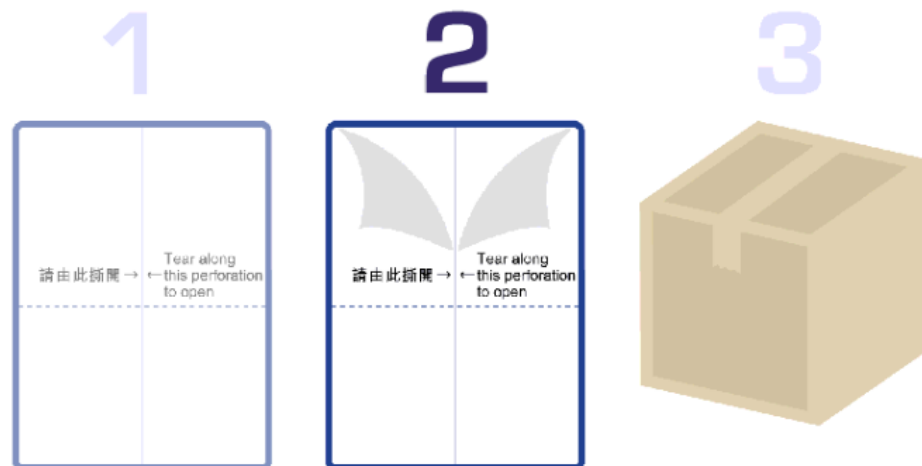 1 2 3
請由此撕開→ ←Tear along
this perforation
to open
請由此撕開→ ←Tear along
this perforation
to open